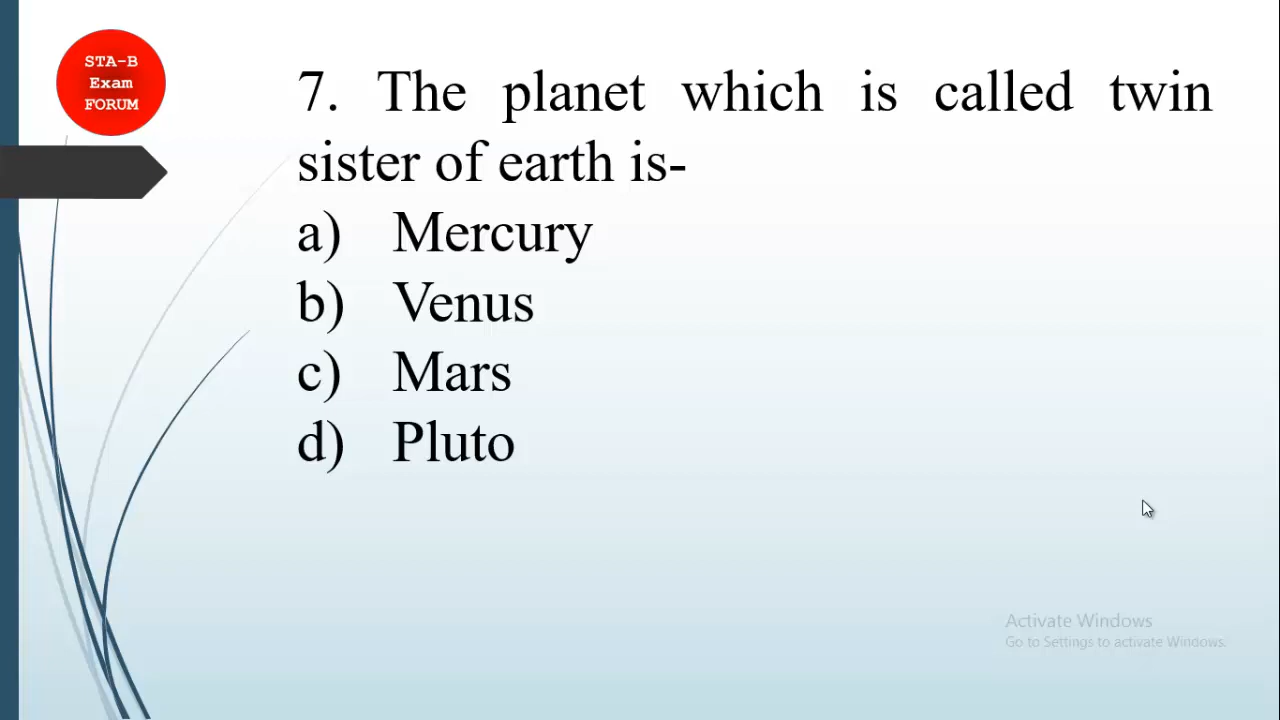 STA-B
Exam
FORUM
7. The planet which is called twin
sister of earth is-
a) Mercury
b) Venus
c) Mars
d) Pluto
Activate Windows
Go to Settings to activate Windows.